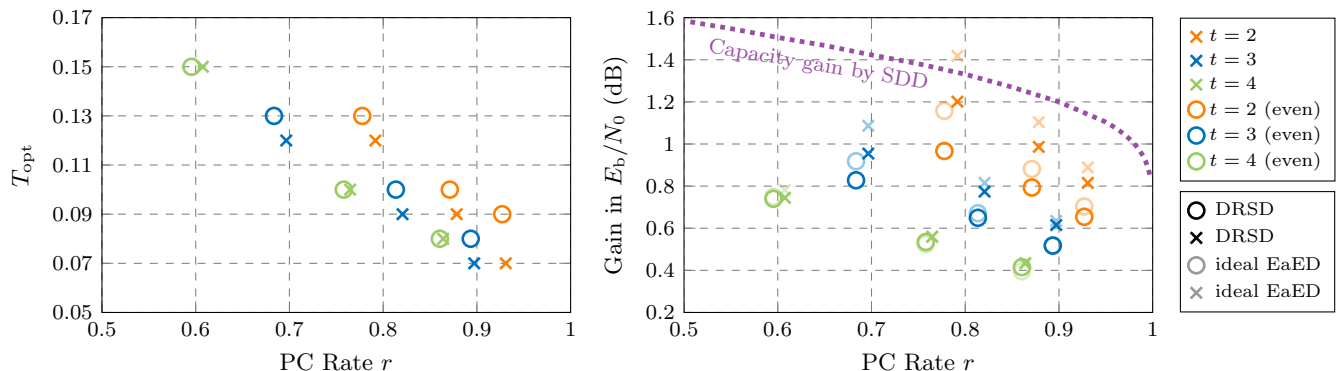 0.17
0.15
0.13
0.11
0.09
0.07
0.05
T_opt
0.5 0.6 0.7 0.8 0.9 1
PC Rate r
1.6
1.4
1.2
1
0.8
0.6
0.4
0.2
Gain in E_b/N_0 (dB)
Capacity gain by SDD
0.5 0.6 0.7 0.8 0.9 1
PC Rate r
t = 2
t = 3
t = 4
t = 2 (even)
t = 3 (even)
t = 4 (even)
DRSD
DRSD
ideal EaED
ideal EaED